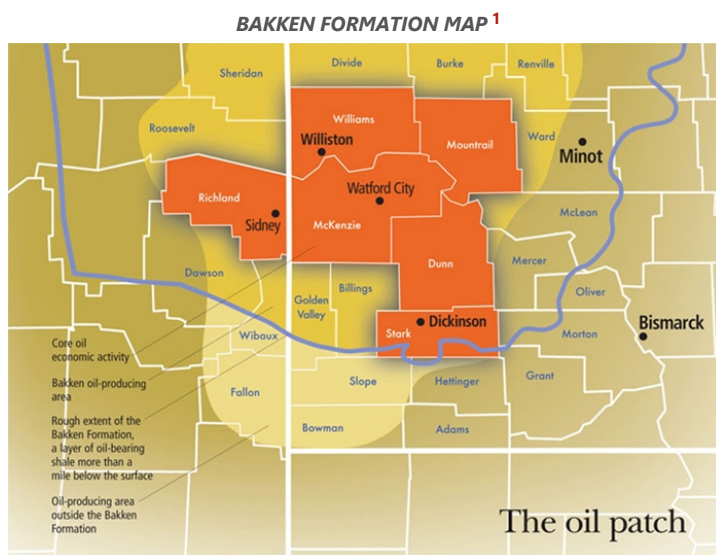 BAKKEN FORMATION MAP 1
Sheridan
Divide
Burke
Renville
Roosevelt
Williams
Williston
Mountrail
Ward
Minot
Richland
Watford City
Sidney
McKenzie
McLean
Dawson
Dunn
Mercer
Golden
Valley
Billings
Oliver
Wibaux
Stark
Dickinson
Morton
Bismarck
Fallon
Slope
Hettinger
Grant
Bowman
Adams
Core oil
economic activity
Bakken oil-producing
area
Rough extent of the
Bakken Formation,
a layer of oil-bearing
shale more than a
mile below the surface
Oil-producing area
outside the Bakken
Formation
The oil patch